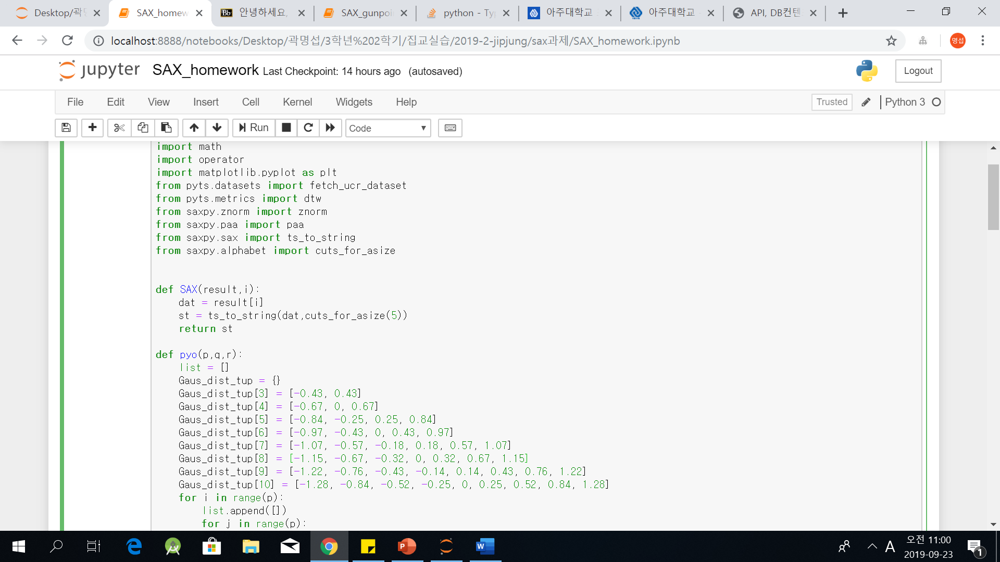 Desktop/곽
SAX_homew
Bb 안녕하세요,
SAX_gunpoi
python - Ty
아주대학교
아주대학교
API, DB컨텐
localhost:8888/notebooks/Desktop/곽명섭/3학년%202학기/집교실습/2019-2-jipjung/sax과제/SAX_homework.ipynb
명섭
jupyter SAX_homework Last Checkpoint: 14 hours ago (autosaved)
Logout
File Edit View Insert Cell Kernel Widgets Help
Trusted Python 3
Run Code
import math
import operator
import matplotlib.pyplot as plt
from pyts.datasets import fetch_ucr_dataset
from pyts.metrics import dtw
from saxpy.znorm import znorm
from saxpy.paa import paa
from saxpy.sax import ts_to_string
from saxpy.alphabet import cuts_for_asize
def SAX(result,i):
    dat = result[i]
    st = ts_to_string(dat,cuts_for_asize(5))
    return st
def pyo(p,q,r):
    list = []
    Gaus_dist_tup = {}
    Gaus_dist_tup[3] = [-0.43, 0.43]
    Gaus_dist_tup[4] = [-0.67, 0, 0.67]
    Gaus_dist_tup[5] = [-0.84, -0.25, 0.25, 0.84]
    Gaus_dist_tup[6] = [-0.97, -0.43, 0, 0.43, 0.97]
    Gaus_dist_tup[7] = [-1.07, -0.57, -0.18, 0.18, 0.57, 1.07]
    Gaus_dist_tup[8] = [-1.15, -0.67, -0.32, 0, 0.32, 0.67, 1.15]
    Gaus_dist_tup[9] = [-1.22, -0.76, -0.43, -0.14, 0.14, 0.43, 0.76, 1.22]
    Gaus_dist_tup[10] = [-1.28, -0.84, -0.52, -0.25, 0, 0.25, 0.52, 0.84, 1.28]
    for i in range(p):
        list.append([])
        for j in range(p):
A
오전 11:00
2019-09-23
1